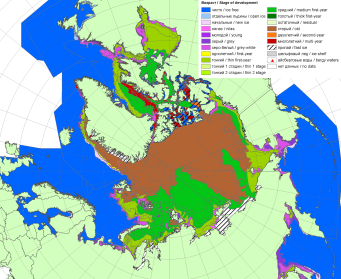 Возраст / Stage of development
чисто / ice free
отдельные льдины / open ice
начальные / new ice
нилас / nilas
молодой / young
серый / grey
серо-белый / grey-white
однолетний / first-year
тонкий / thin first-year
тонкий 1 стадии / thin 1 stage
тонкий 2 стадии / thin 2 stage
средний / medium first-year
толстый / thick first-year
остаточный / residual
старый / old
двухлетний / second-year
многолетний / multi-year
припай / fast ice
шельфовый лед / ice shelf
айсберговые воды / bergy waters
нет данных / no data